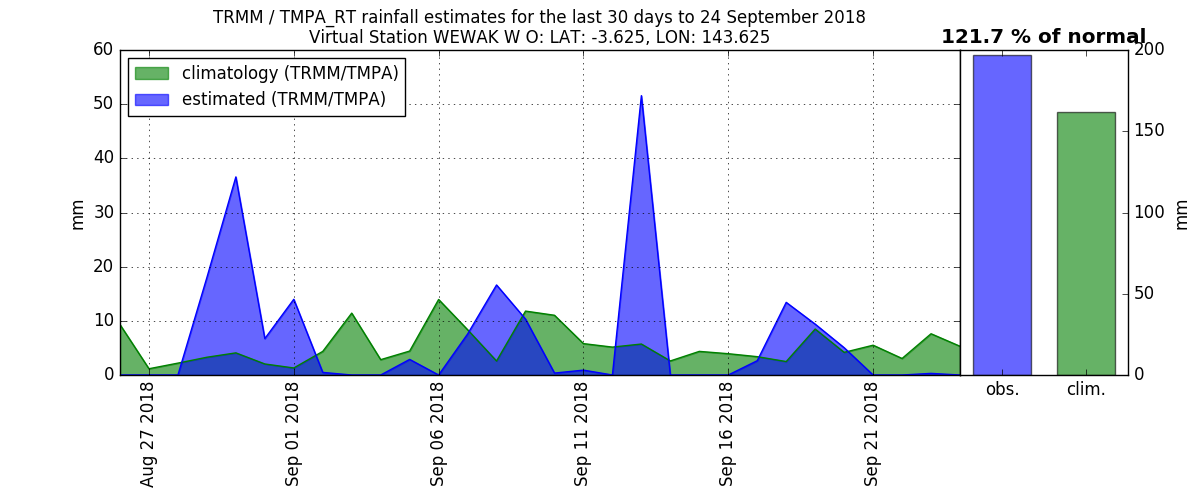 TRMM / TMPA_RT rainfall estimates for the last 30 days to 24 September 2018
Virtual Station WEWAK W O: LAT: -3.625, LON: 143.625
121.7 % of normal
climatology (TRMM/TMPA)
estimated (TRMM/TMPA)
60
50
40
30
20
10
0
mm
Aug 27 2018
Sep 01 2018
Sep 06 2018
Sep 11 2018
Sep 16 2018
Sep 21 2018
obs.
clim.
200
150
100
50
0
mm